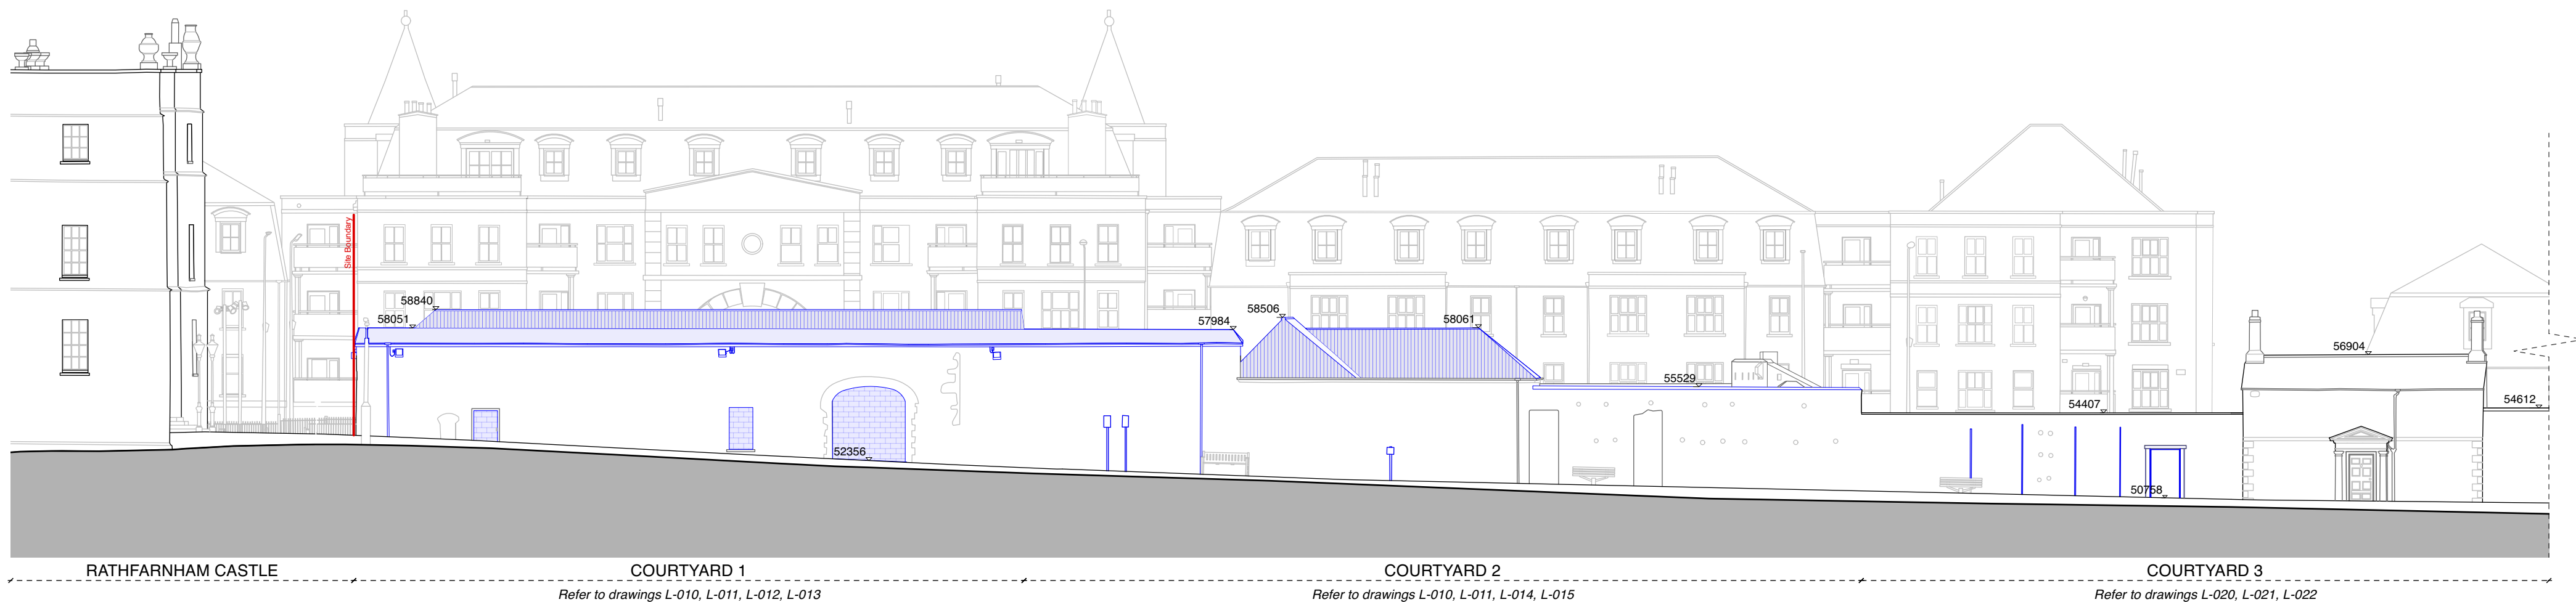 Site Boundary
58840
58051
57984
58506
58061
55529
56904
54407
54612
52356
50758
RATHFARNHAM CASTLE
COURTYARD 1
COURTYARD 2
COURTYARD 3
Refer to drawings L-010, L-011, L-012, L-013
Refer to drawings L-010, L-011, L-014, L-015
Refer to drawings L-020, L-021, L-022